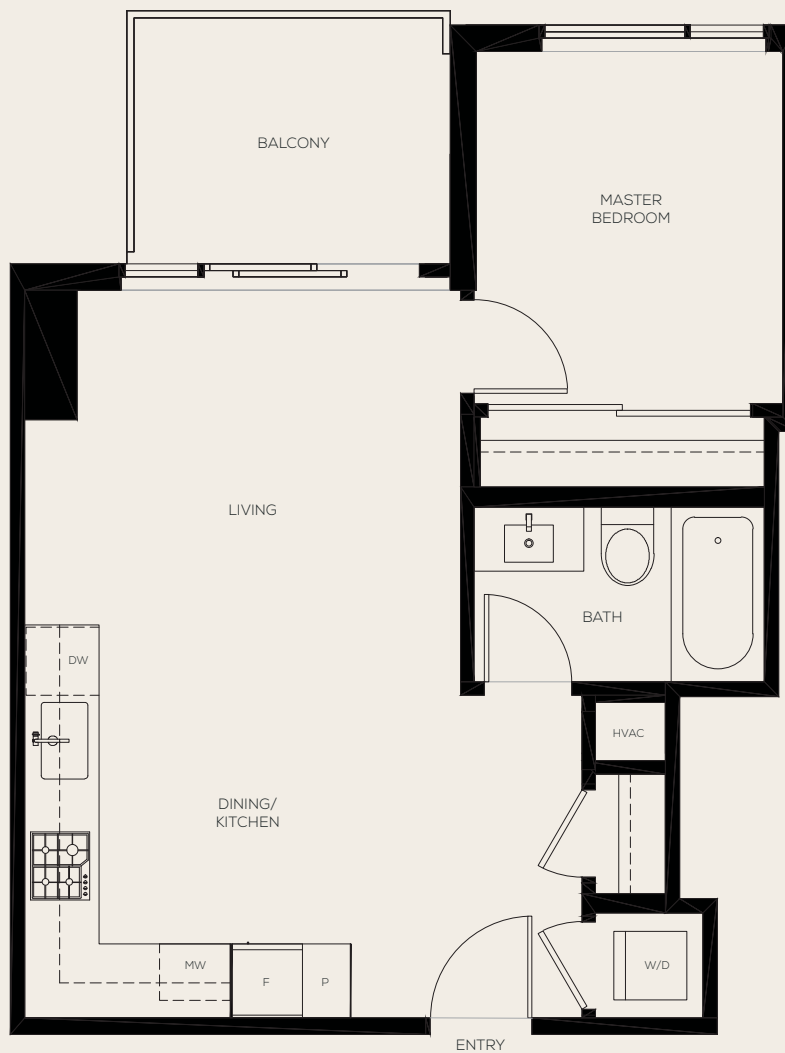 BALCONY
MASTER
BEDROOM
LIVING
BATH
DW
HVAC
DINING/
KITCHEN
MW
F
P
W/D
ENTRY